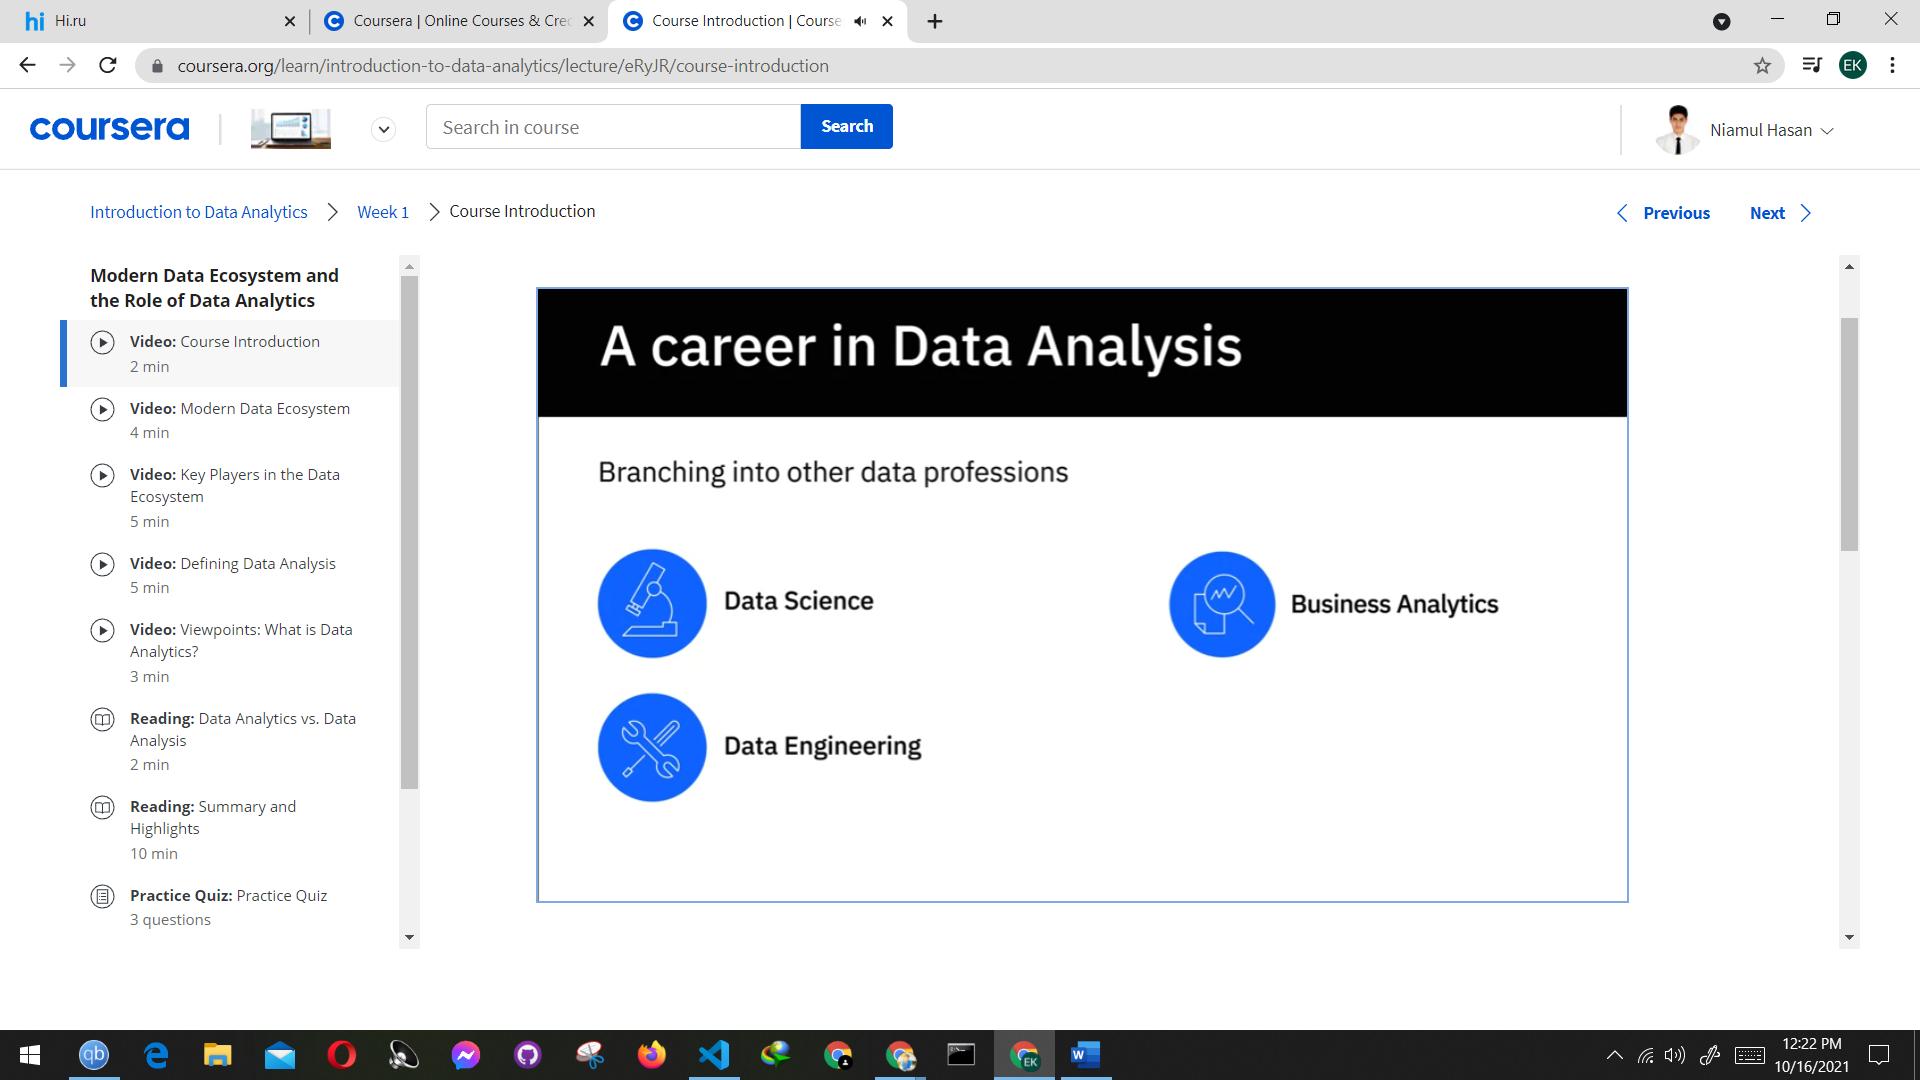 hi Hi.ru
Coursera | Online Courses & Cre
Course Introduction | Course
coursera.org/learn/introduction-to-data-analytics/lecture/eRyJR/course-introduction
EK
coursera
Search in course
Search
Niamul Hasan
Introduction to Data Analytics
Week 1
Course Introduction
Previous
Next
Modern Data Ecosystem and
the Role of Data Analytics
Video: Course Introduction
2 min
Video: Modern Data Ecosystem
4 min
Video: Key Players in the Data
Ecosystem
5 min
Video: Defining Data Analysis
5 min
Video: Viewpoints: What is Data
Analytics?
3 min
Reading: Data Analytics vs. Data
Analysis
2 min
Reading: Summary and
Highlights
10 min
Practice Quiz: Practice Quiz
3 questions
A career in Data Analysis
Branching into other data professions
Data Science
Business Analytics
Data Engineering
qb
EK
W
12:22 PM
10/16/2021